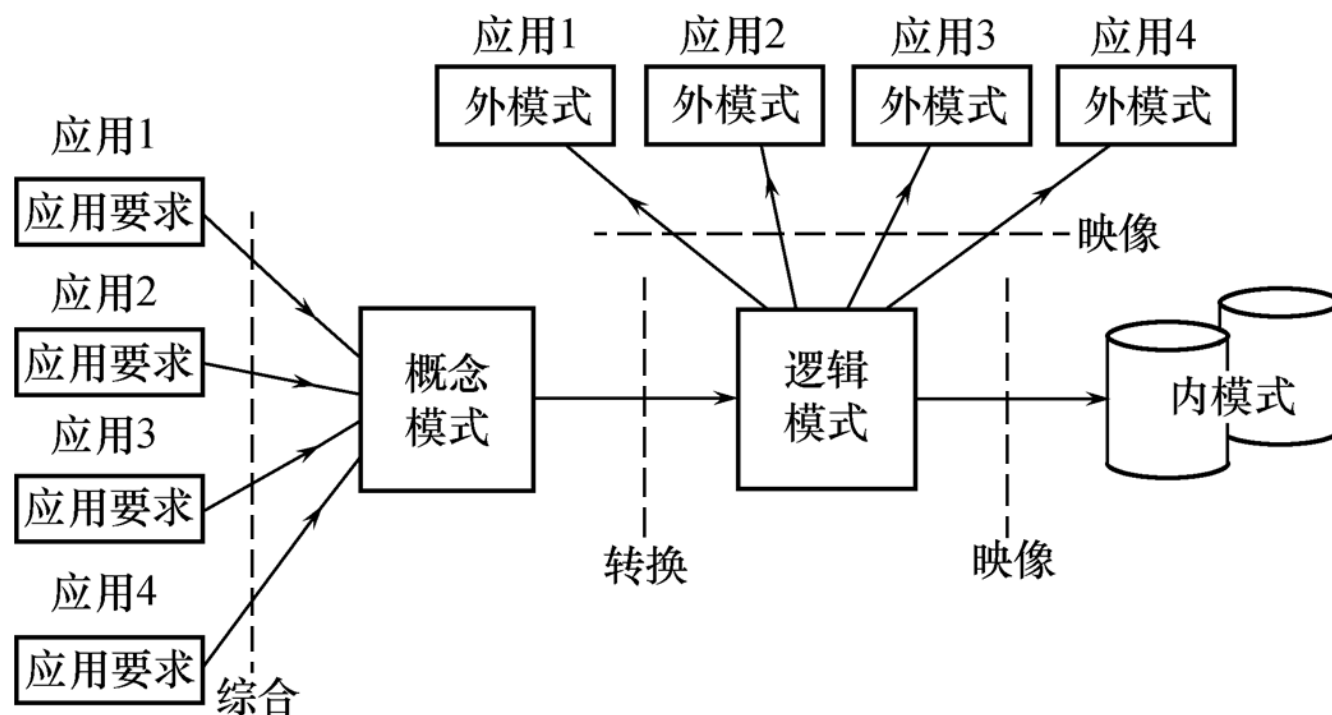 应用1
应用2
应用3
应用4
外模式
外模式
外模式
外模式
映像
应用1
应用要求
应用2
应用要求
应用3
应用要求
应用4
应用要求
综合
概念
模式
转换
逻辑
模式
映像
内模式